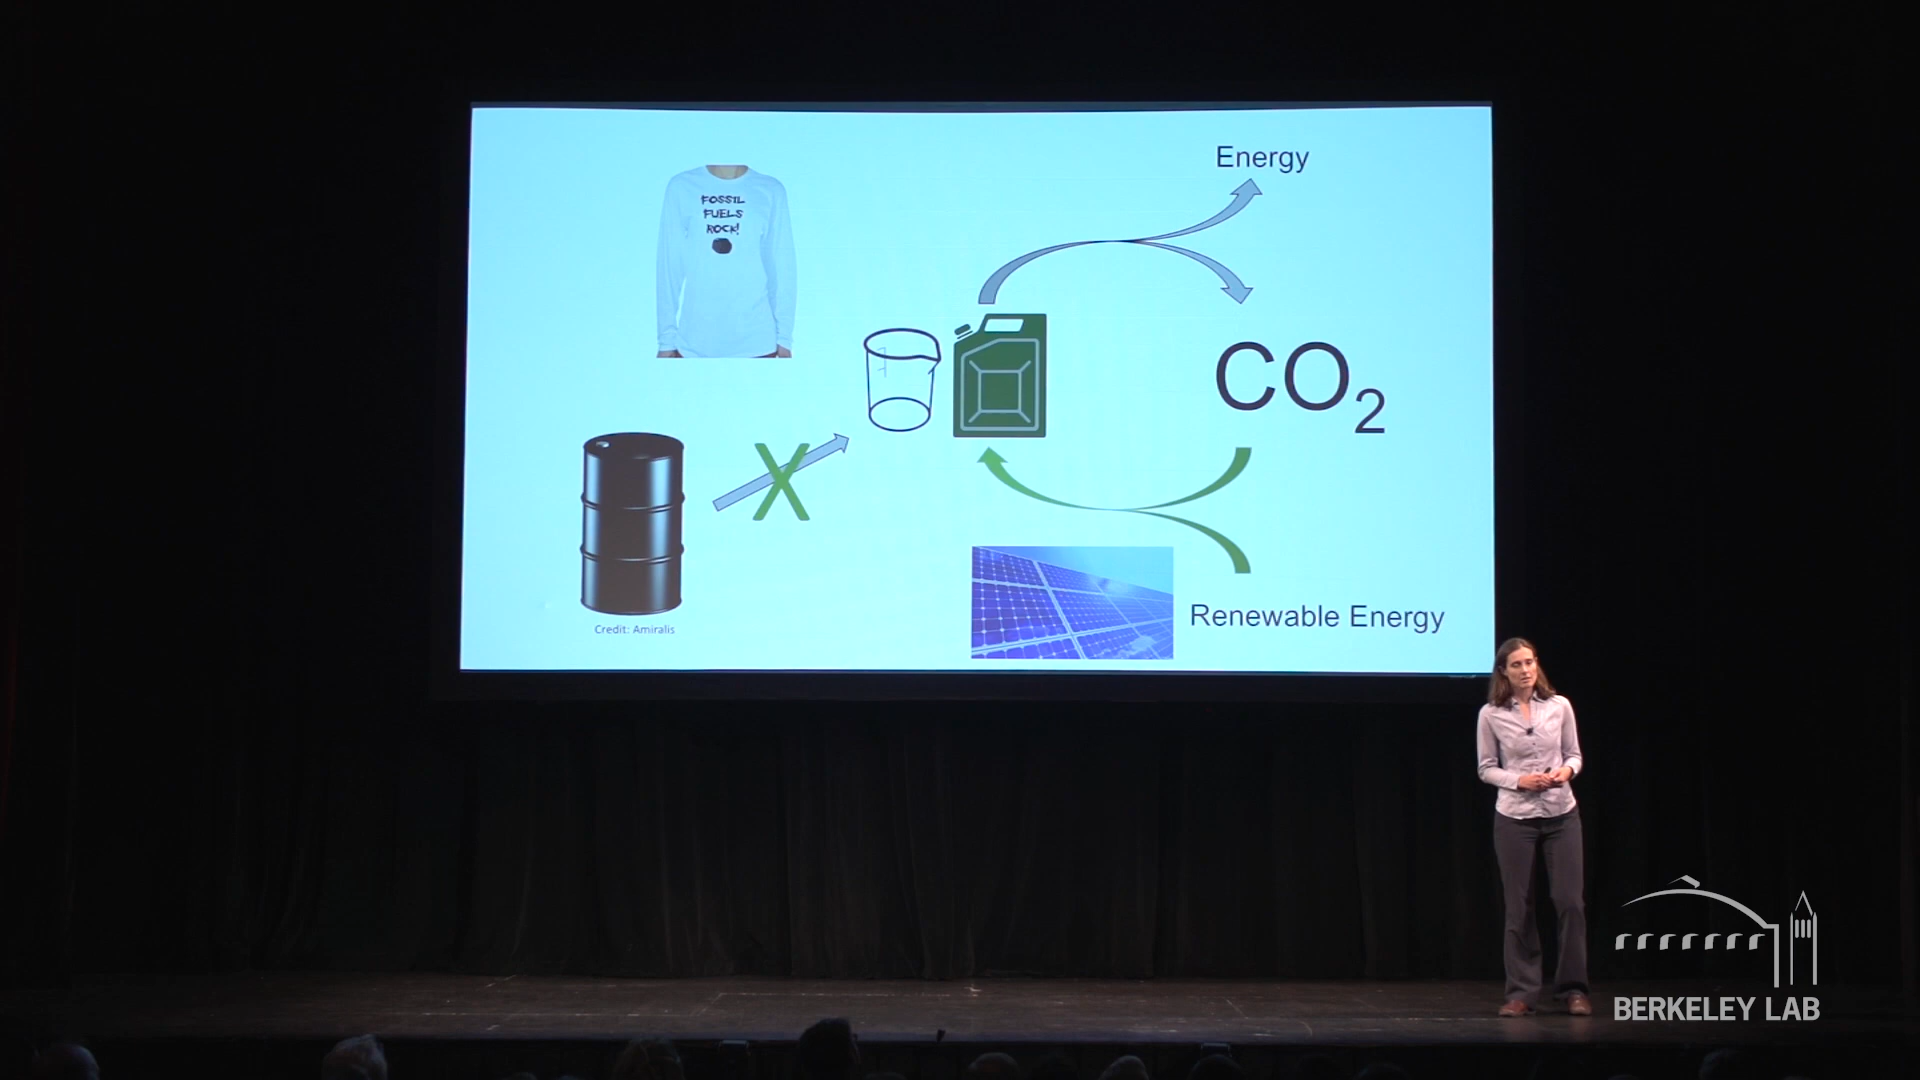 FOSSIL
FUELS
ROCK!
Energy
CO₂
X
Credit: Amiralis
Renewable Energy
BERKELEY LAB